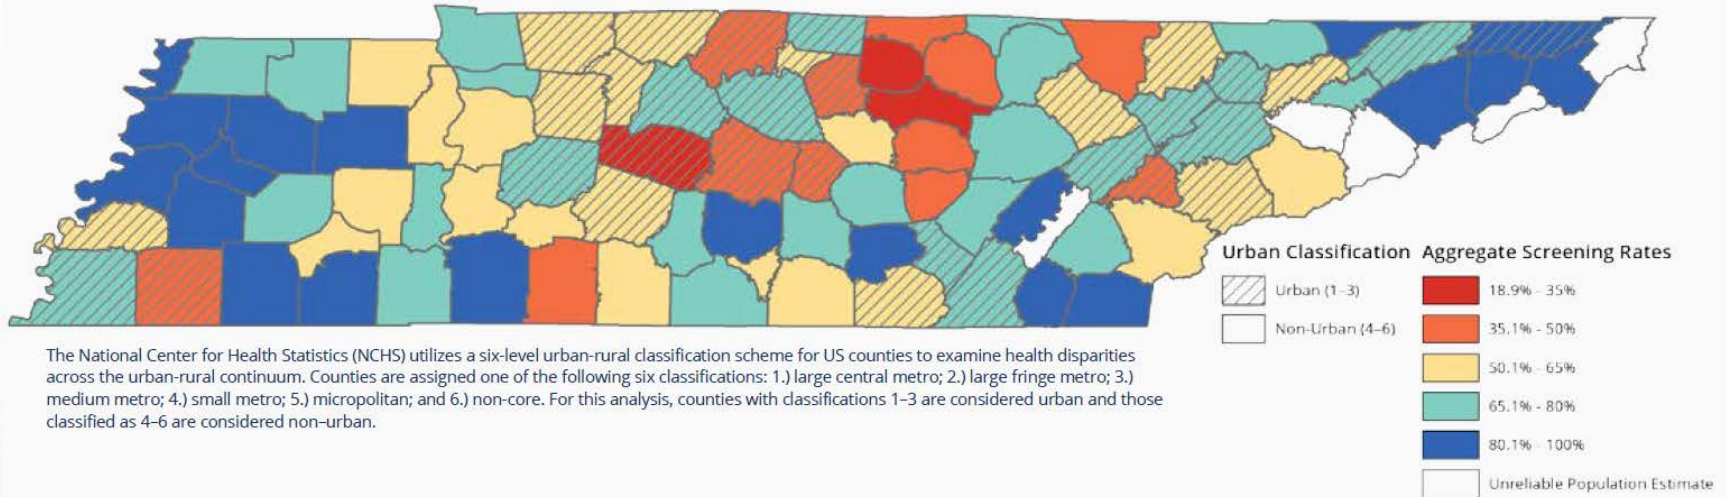 Urban Classification
Urban (1-3)
Non-Urban (4-6)
Aggregate Screening Rates
18.9% - 35%
35.1% - 50%
50.1% - 65%
65.1% - 80%
80.1% - 100%
Unreliable Population Estimate
The National Center for Health Statistics (NCHS) utilizes a six-level urban-rural classification scheme for US counties to examine health disparities
across the urban-rural continuum. Counties are assigned one of the following six classifications: 1.) large central metro; 2.) large fringe metro; 3.)
medium metro; 4.) small metro; 5.) micropolitan; and 6.) non-core. For this analysis, counties with classifications 1–3 are considered urban and those
classified as 4–6 are considered non–urban.